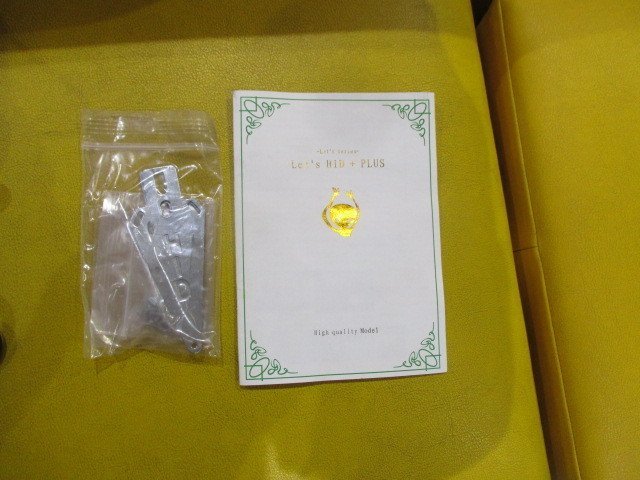 -Let's series-
Let's HiD + PLUS
High quality Model